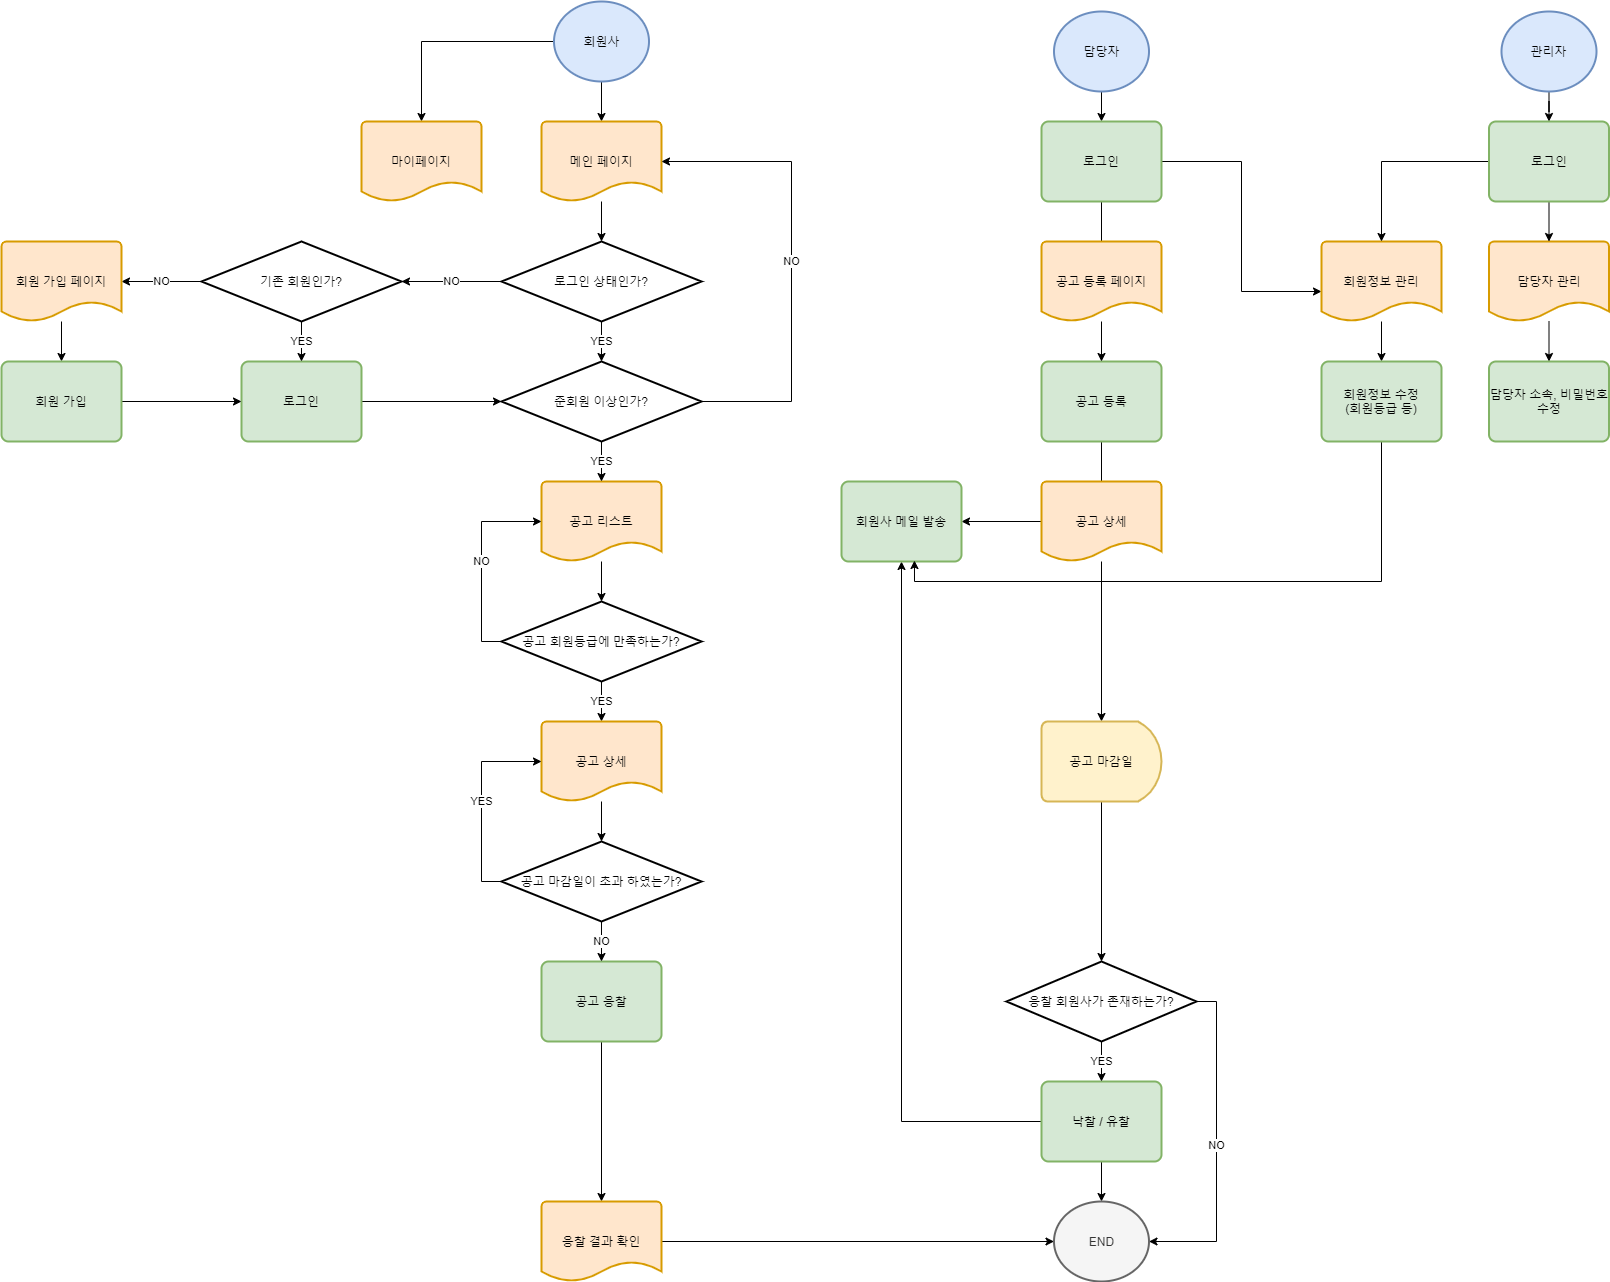 회원사
담당자
관리자
마이페이지
메인 페이지
로그인
로그인
회원 가입 페이지
NO
기존 회원인가?
NO
로그인 상태인가?
NO
공고 등록 페이지
회원정보 관리
담당자 관리
YES
YES
회원 가입
로그인
준회원 이상인가?
공고 등록
회원정보 수정
(회원등급 등)
담당자 소속, 비밀번호
수정
YES
공고 리스트
회원사 메일 발송
공고 상세
NO
공고 회원등급에 만족하는가?
YES
공고 상세
공고 마감일
YES
공고 마감일이 초과 하였는가?
NO
공고 응찰
응찰 회원사가 존재하는가?
YES
낙찰 / 유찰
NO
응찰 결과 확인
END